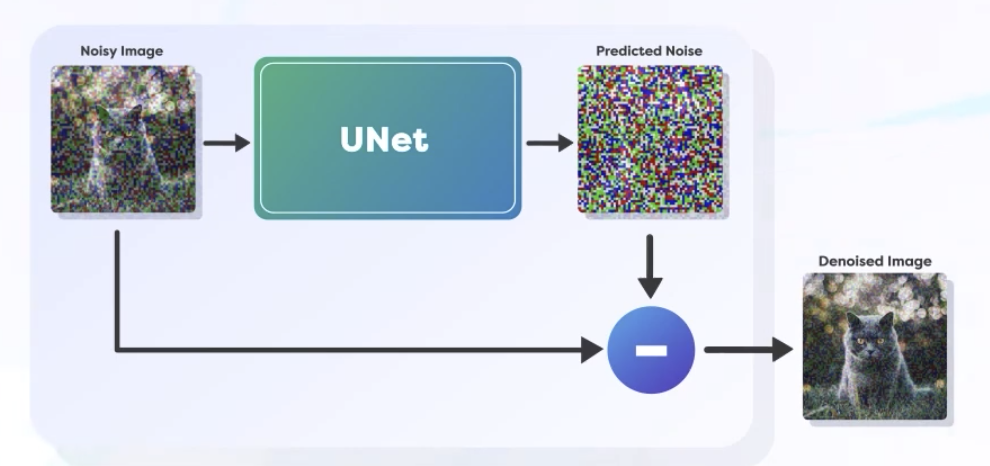 Noisy Image
Predicted Noise
UNet
Denoised Image